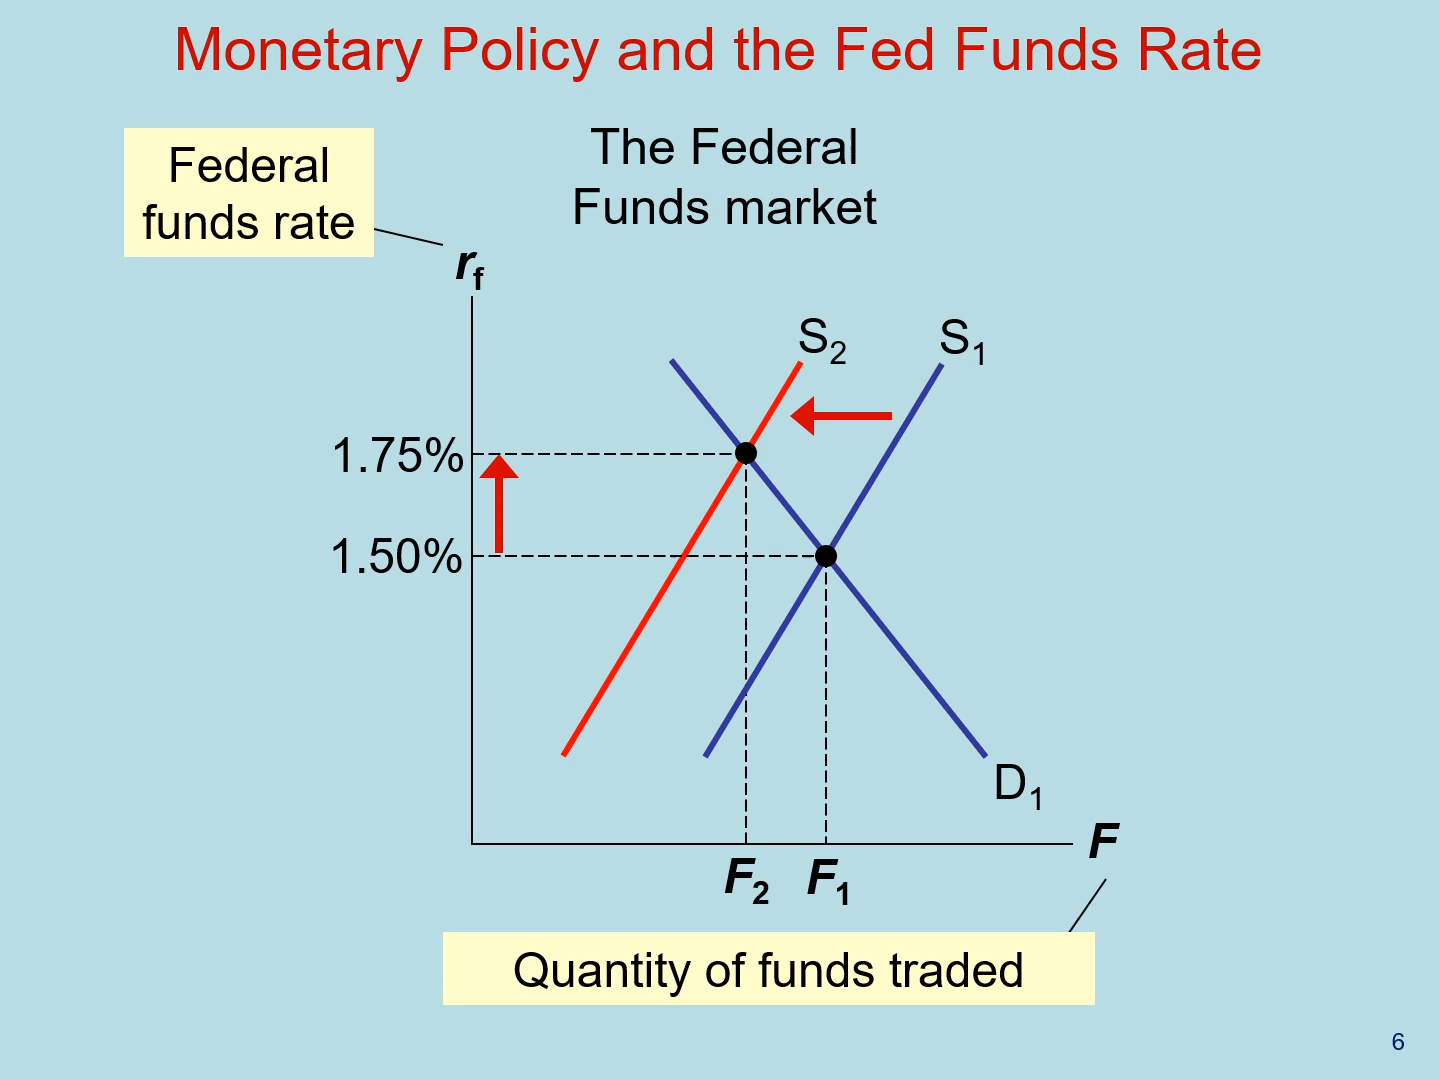 Monetary Policy and the Fed Funds Rate
Federal
funds rate
The Federal
Funds market
r_f
S₂
S₁
1.75%
1.50%
D₁
F
F₂
F₁
Quantity of funds traded
6